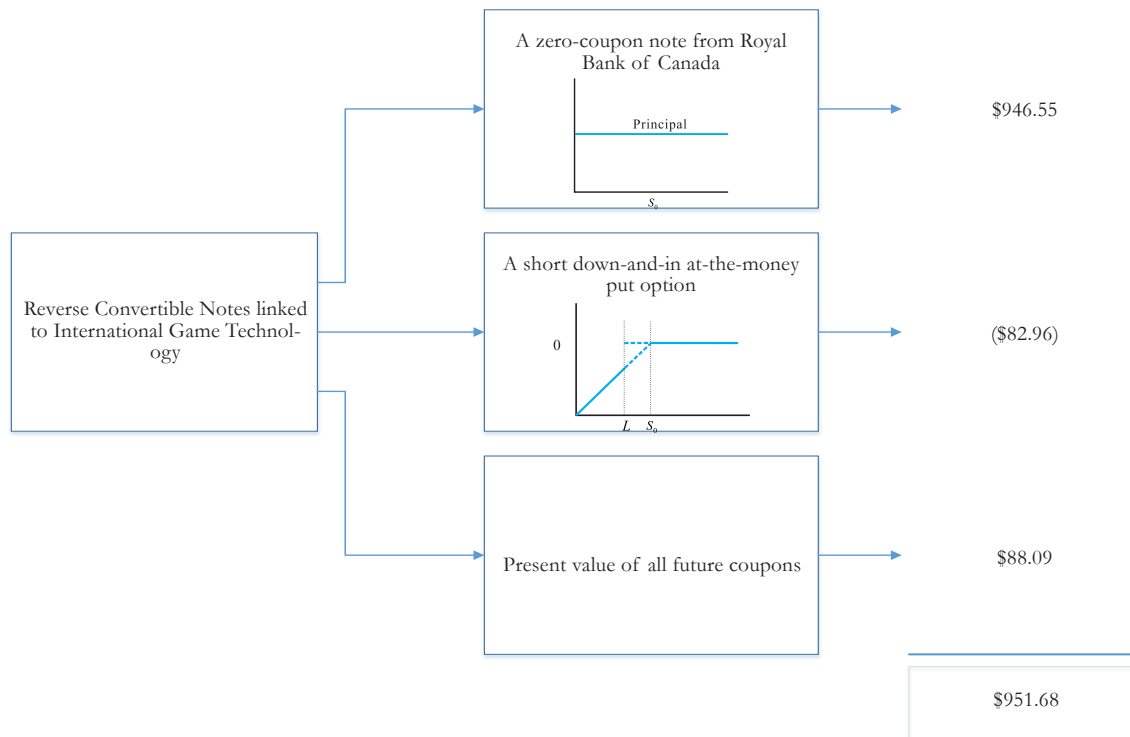 A zero-coupon note from Royal
Bank of Canada
Principal
S₀
$946.55
Reverse Convertible Notes linked
to International Game Technol-
ogy
A short down-and-in at-the-money
put option
0
L S₀
($82.96)
Present value of all future coupons
$88.09
$951.68